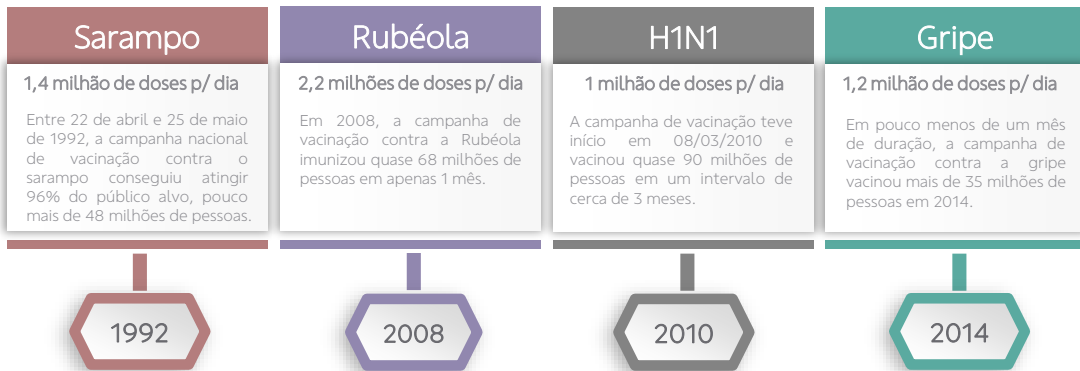 Sarampo
1,4 milhão de doses p/ dia
Entre 22 de abril e 25 de maio
de 1992, a campanha nacional
de vacinação contra o
sarampo conseguiu atingir
96% do público alvo, pouco
mais de 48 milhões de pessoas.
1992
Rubéola
2,2 milhões de doses p/ dia
Em 2008, a campanha de
vacinação contra a Rubéola
imunizou quase 68 milhões de
pessoas em apenas 1 mês.
2008
H1N1
1 milhão de doses p/ dia
A campanha de vacinação teve
início em 08/03/2010 e
vacinou quase 90 milhões de
pessoas em um intervalo de
cerca de 3 meses.
2010
Gripe
1,2 milhão de doses p/ dia
Em pouco menos de um mês
de duração, a campanha de
vacinação contra a gripe
vacinou mais de 35 milhões de
pessoas em 2014.
2014